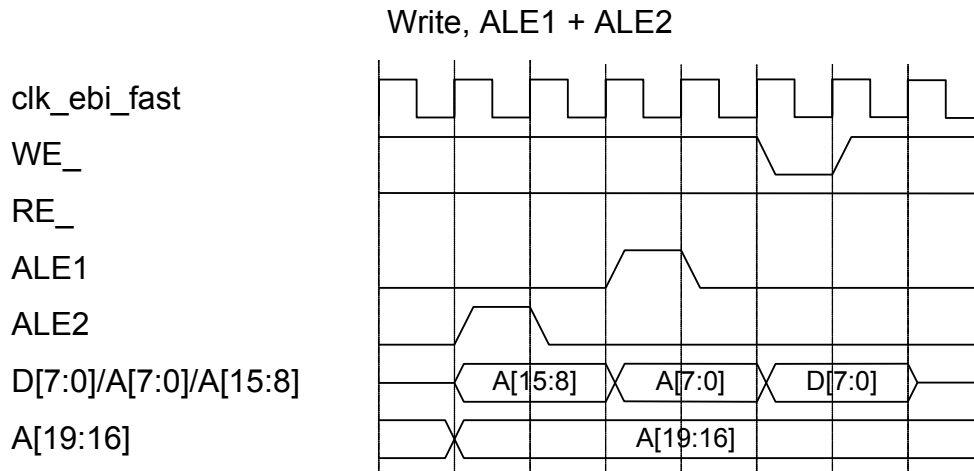 Write, ALE1 + ALE2
clk_ebi_fast
WE_
RE_
ALE1
ALE2
D[7:0]/A[7:0]/A[15:8] A[15:8] A[7:0] D[7:0]
A[19:16] A[19:16]